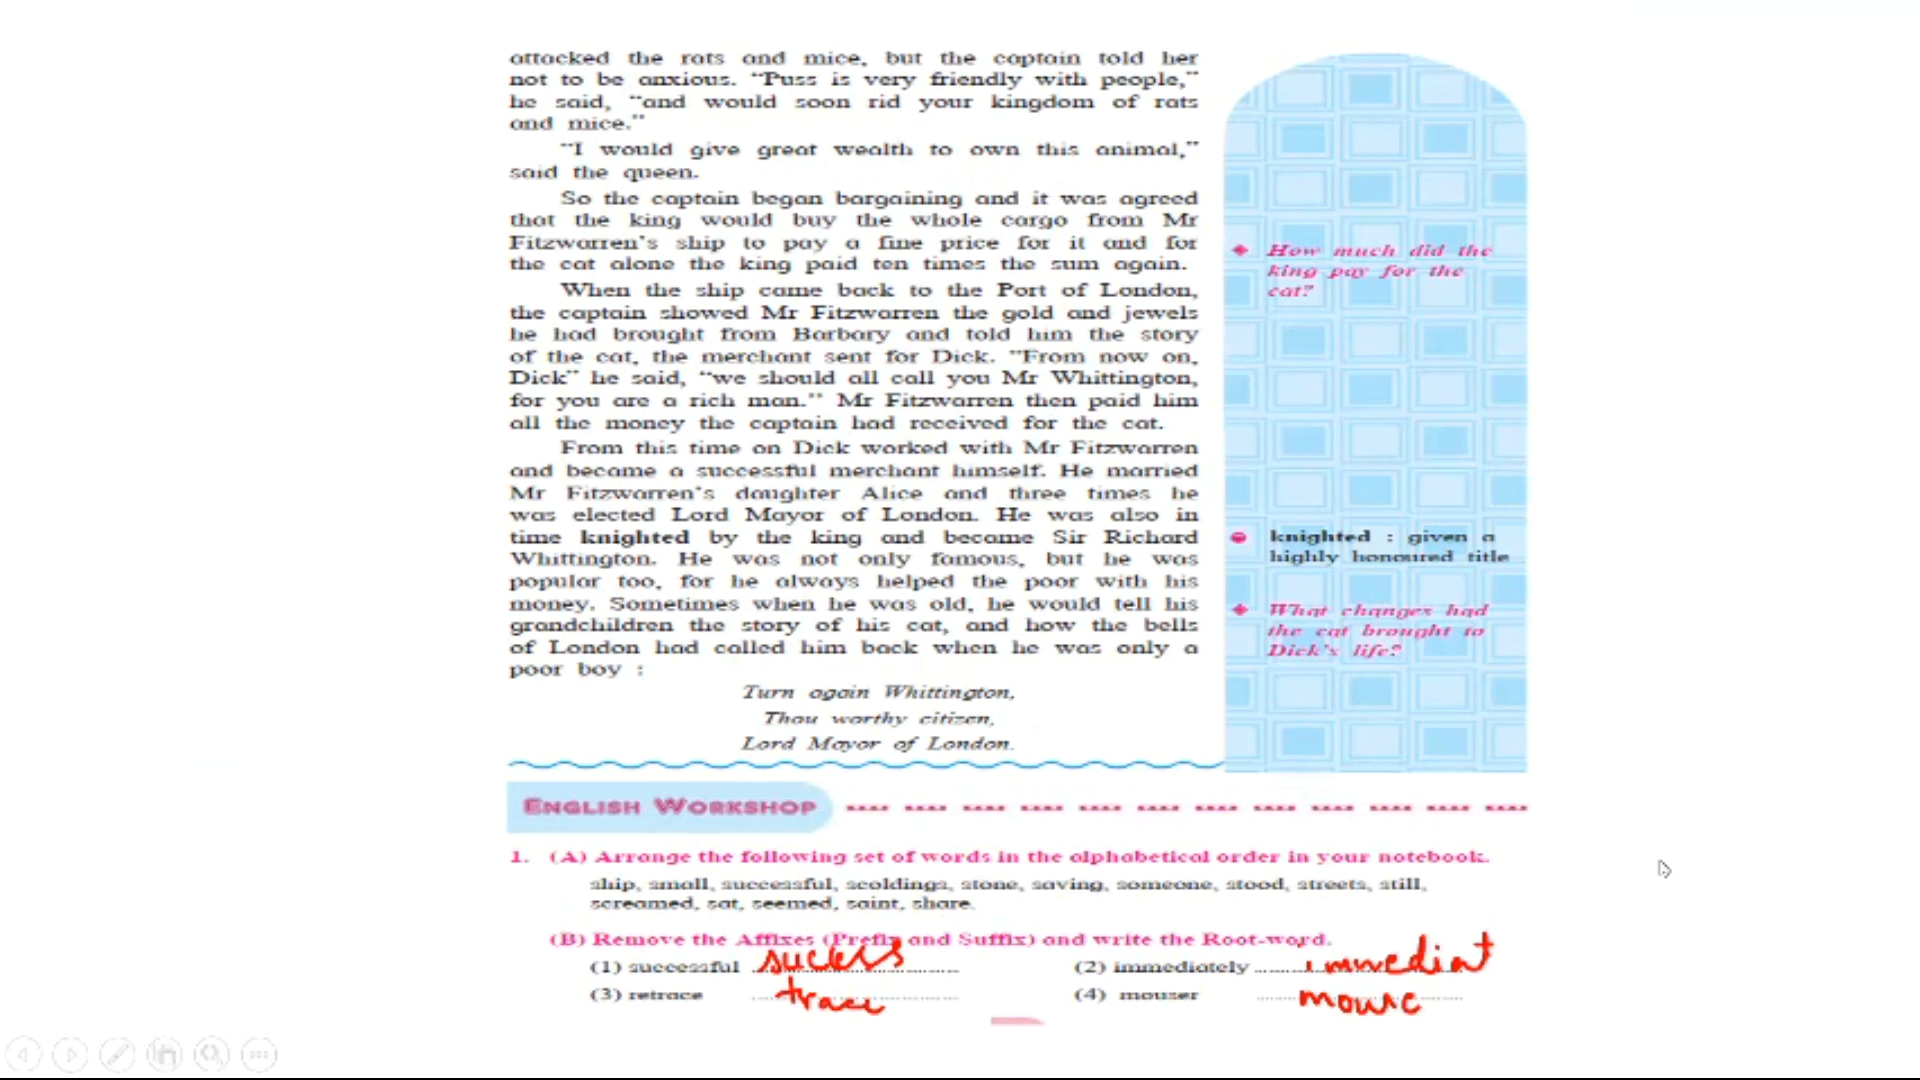 attacked the rats and mice, but the captain told her
not to be anxious. “Puss is very friendly with people,”
he said, “and would soon rid your kingdom of rats
and mice.”
“I would give great wealth to own this animal,”
said the queen.
So the captain began bargaining and it was agreed
that the king would buy the whole cargo from Mr
Fitzwarren's ship to pay a fine price for it and for
the cat alone the king paid ten times the sum again.
How much did the
king pay for the
cat?
When the ship came back to the Port of London,
the captain showed Mr Fitzwarren the gold and jewels
he had brought from Barbary and told him the story
of the cat, the merchant sent for Dick. “From now on,
Dick” he said, “we should all call you Mr Whittington,
for you are a rich man.” Mr Fitzwarren then paid him
all the money the captain had received for the cat.
From this time on Dick worked with Mr Fitzwarren
and became a successful merchant himself. He married
Mr Fitzwarren's daughter Alice and three times he
was elected Lord Mayor of London. He was also in
time knighted by the king and became Sir Richard
Whittington. He was not only famous, but he was
popular too, for he always helped the poor with his
money. Sometimes when he was old, he would tell his
grandchildren the story of his cat, and how the bells
of London had called him back when he was only a
poor boy :
knighted : given a
highly honoured title
What changes had
the cat brought to
Dick's life?
Turn again Whittington,
Thou worthy citizen,
Lord Mayor of London.
ENGLISH WORKSHOP
1. (A) Arrange the following set of words in the alphabetical order in your notebook.
ship, small, successful, scoldings, stone, saving, someone, stood, streets, still,
screamed, sat, seemed, saint, share.
(B) Remove the Affixes (Prefix and Suffix) and write the Root-word.
(1) successful success (2) immediately immediat
(3) retrace trace (4) mouser mouse